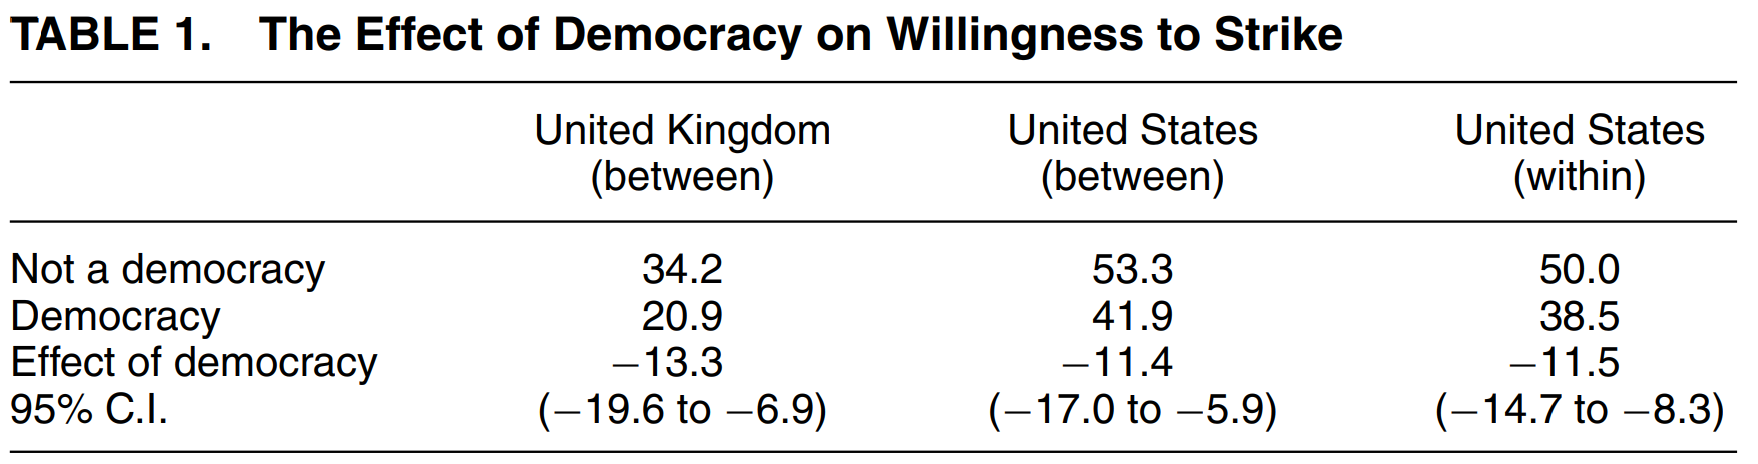 TABLE 1. The Effect of Democracy on Willingness to Strike
United Kingdom United States United States
(between) (between) (within)
Not a democracy 34.2 53.3 50.0
Democracy 20.9 41.9 38.5
Effect of democracy −13.3 −11.4 −11.5
95% C.I. (−19.6 to −6.9) (−17.0 to −5.9) (−14.7 to −8.3)